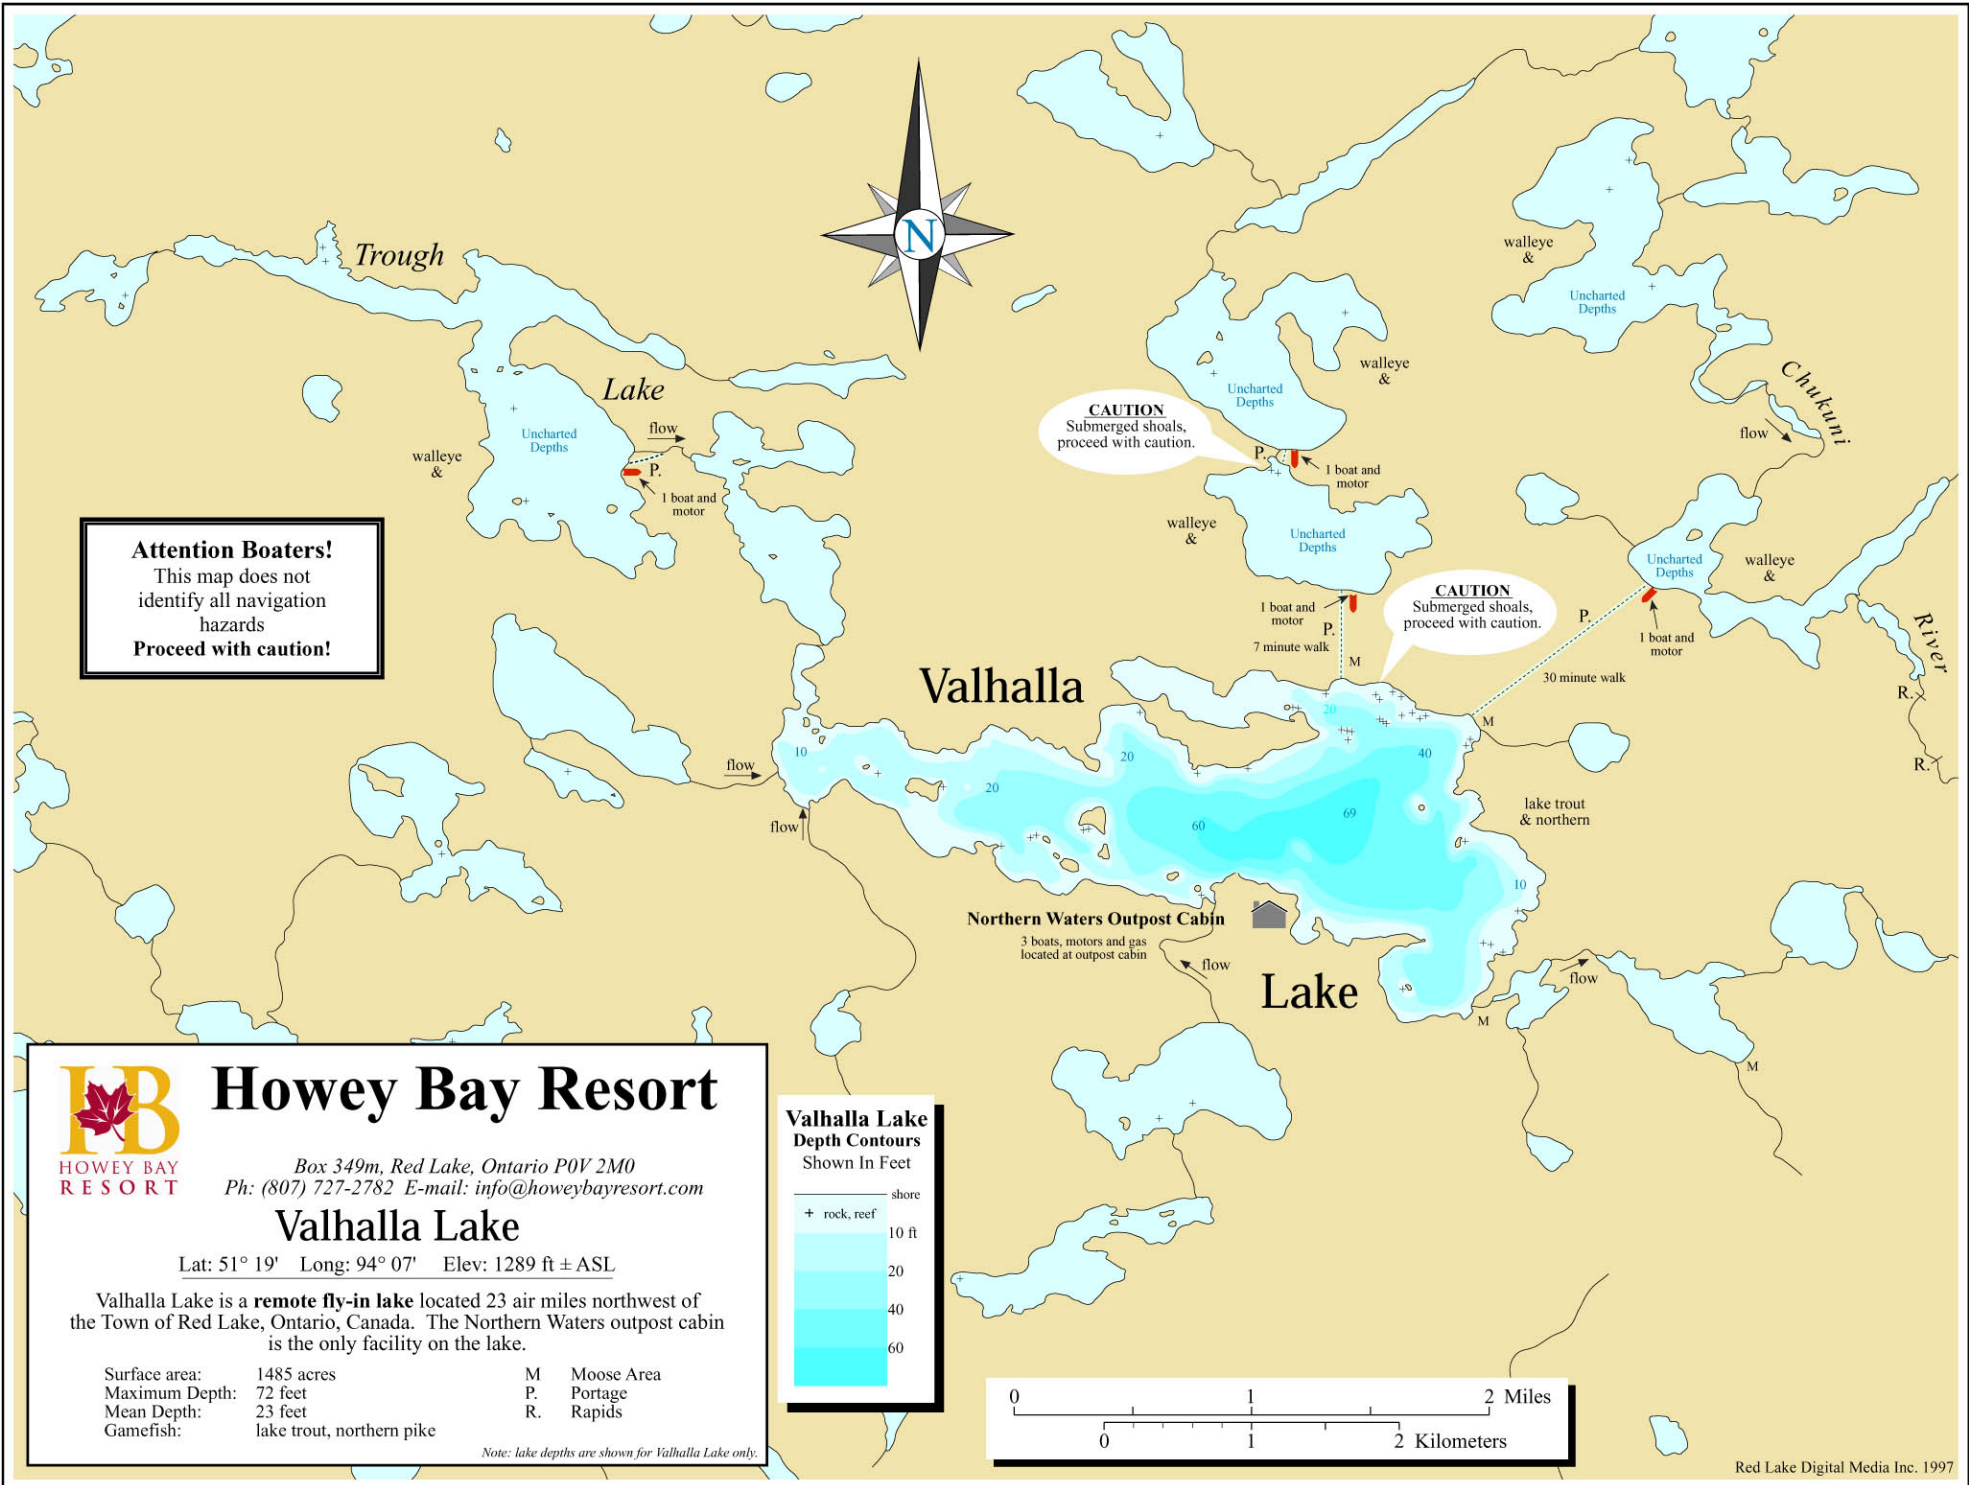 Trough
Lake
N
walleye
&
Uncharted
Depths
walleye
&
Uncharted
Depths
walleye
&
Uncharted
Depths
flow
P.
1 boat and
motor
CAUTION
Submerged shoals,
proceed with caution.
P.
1 boat and
motor
Chukuni
River
flow
walleye
&
Uncharted
Depths
Uncharted
Depths
walleye
&
Attention Boaters!
This map does not
identify all navigation
hazards
Proceed with caution!
CAUTION
Submerged shoals,
proceed with caution.
1 boat and
motor
P.
7 minute walk
M
P.
1 boat and
motor
30 minute walk
M
R.
R.
Valhalla
Lake
10
20
20
20
40
60
69
10
flow
flow
lake trout
& northern
Northern Waters Outpost Cabin
3 boats, motors and gas
located at outpost cabin
flow
flow
M
M
HB
HOWEY BAY
RESORT
Howey Bay Resort
Box 349m, Red Lake, Ontario P0V 2M0
Ph: (807) 727-2782 E-mail: info@howeybayresort.com
Valhalla Lake
Lat: 51° 19' Long: 94° 07' Elev: 1289 ft ± ASL
Valhalla Lake is a remote fly-in lake located 23 air miles northwest of
the Town of Red Lake, Ontario, Canada. The Northern Waters outpost cabin
is the only facility on the lake.
Surface area: 1485 acres M Moose Area
Maximum Depth: 72 feet P. Portage
Mean Depth: 23 feet R. Rapids
Gamefish: lake trout, northern pike
Note: lake depths are shown for Valhalla Lake only.
Valhalla Lake
Depth Contours
Shown In Feet
shore
+ rock, reef
10 ft
20
40
60
0 1 2 Miles
0 1 2 Kilometers
Red Lake Digital Media Inc. 1997